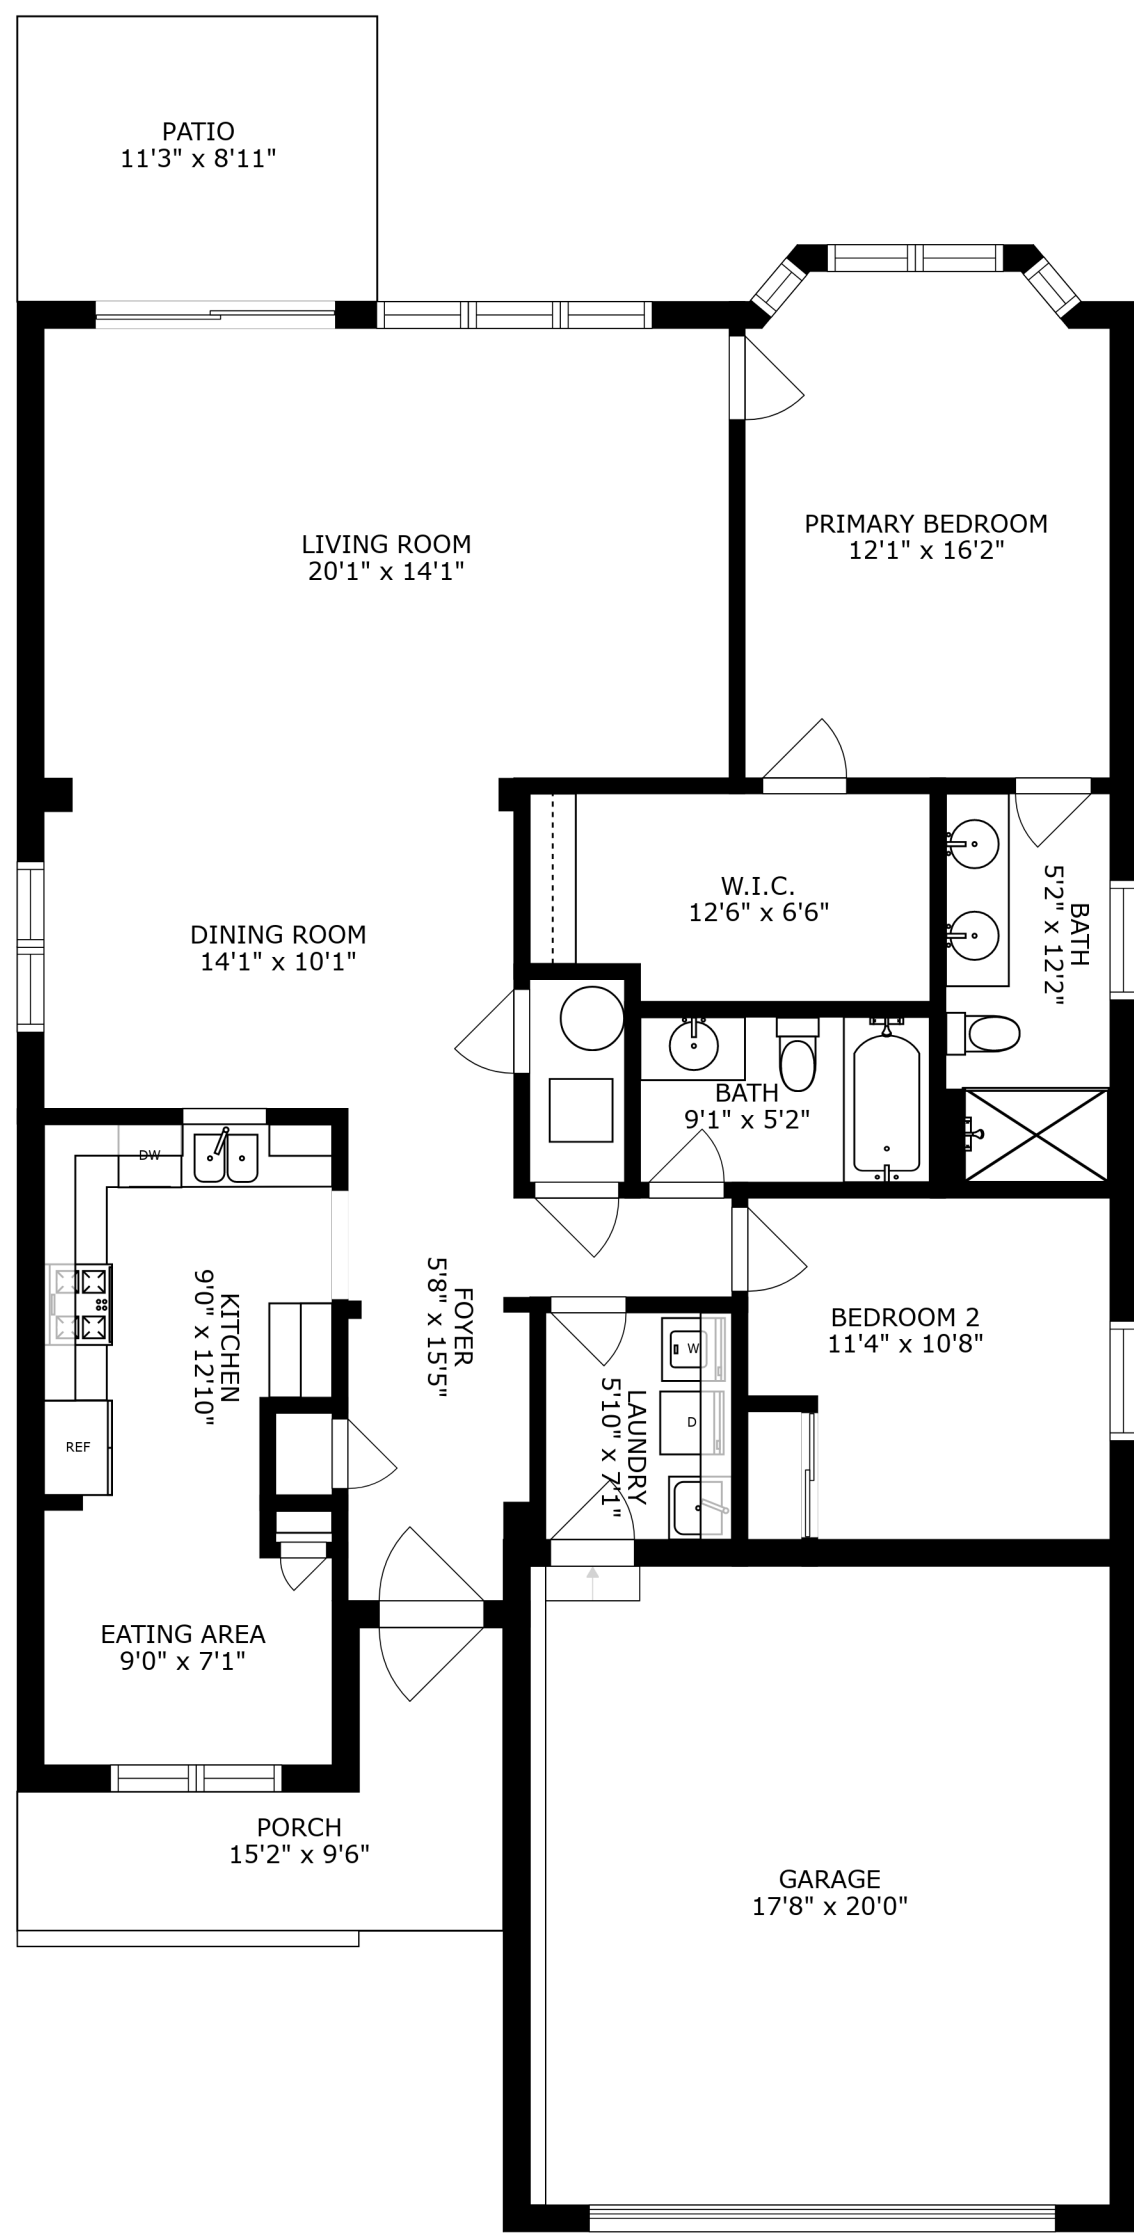 PATIO
11'3" x 8'11"
LIVING ROOM
20'1" x 14'1"
PRIMARY BEDROOM
12'1" x 16'2"
W.I.C.
12'6" x 6'6"
BATH
5'2" x 12'2"
DINING ROOM
14'1" x 10'1"
BATH
9'1" x 5'2"
DW
KITCHEN
9'0" x 12'10"
FOYER
5'8" x 15'5"
BEDROOM 2
11'4" x 10'8"
W
D
LAUNDRY
5'10" x 7'1"
REF
EATING AREA
9'0" x 7'1"
PORCH
15'2" x 9'6"
GARAGE
17'8" x 20'0"